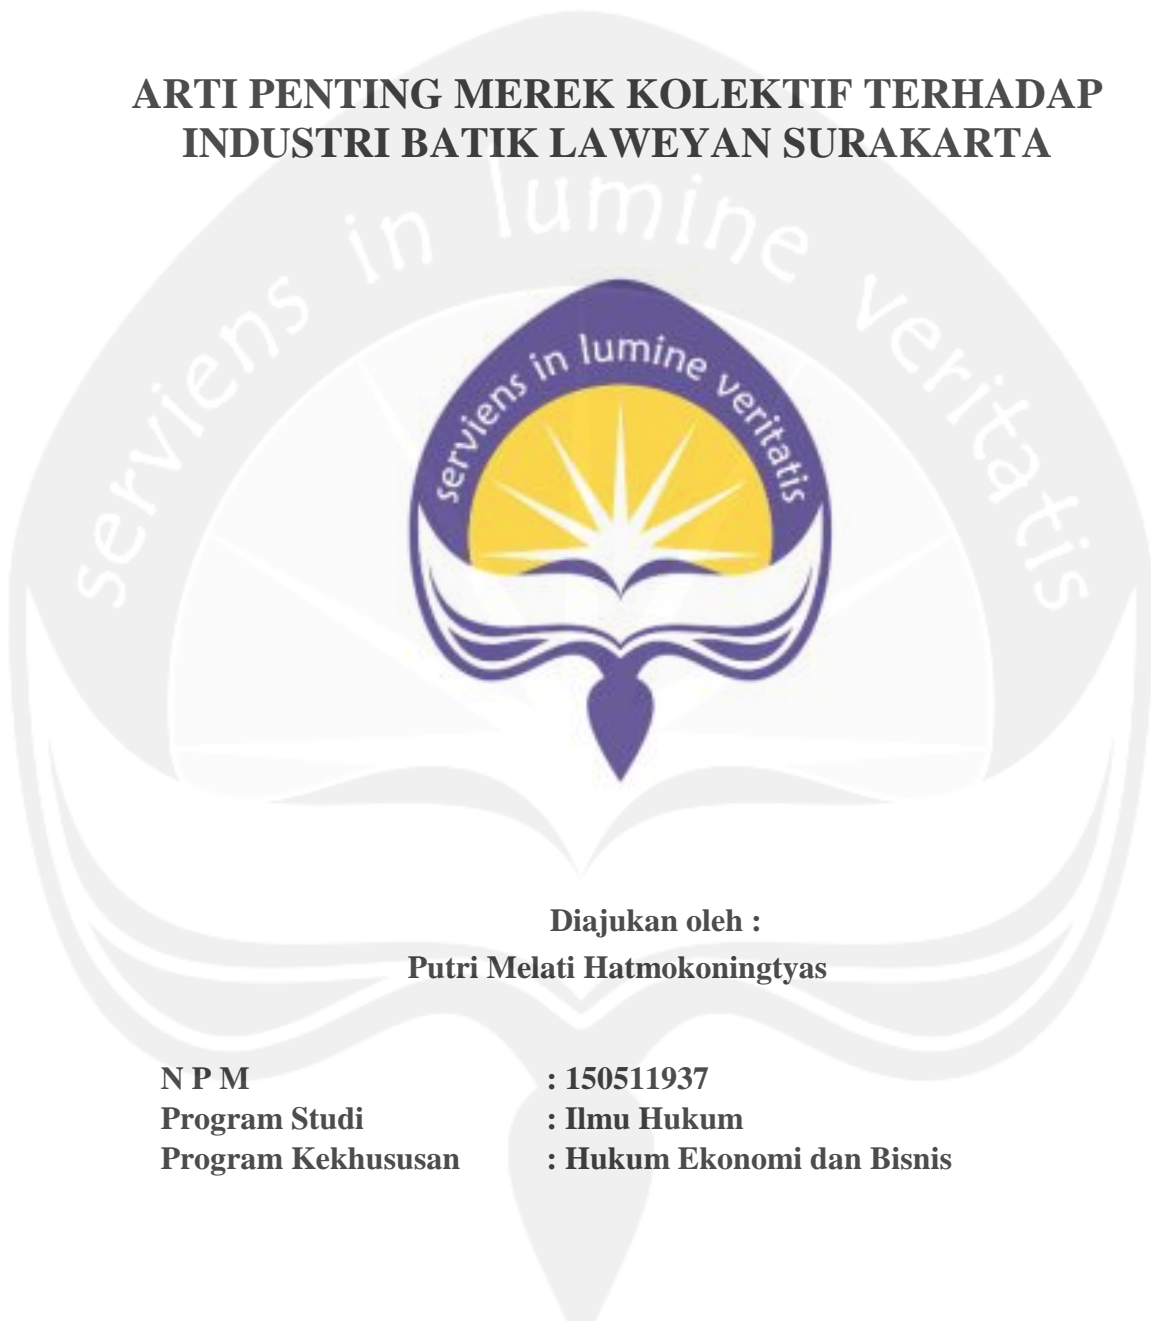 ARTI PENTING MEREK KOLEKTIF TERHADAP
INDUSTRI BATIK LAWEYAN SURAKARTA
serviens in lumine veritatis
serviens in lumine veritatis
Diajukan oleh :
Putri Melati Hatmokoningtyas
N P M : 150511937
Program Studi : Ilmu Hukum
Program Kekhususan : Hukum Ekonomi dan Bisnis